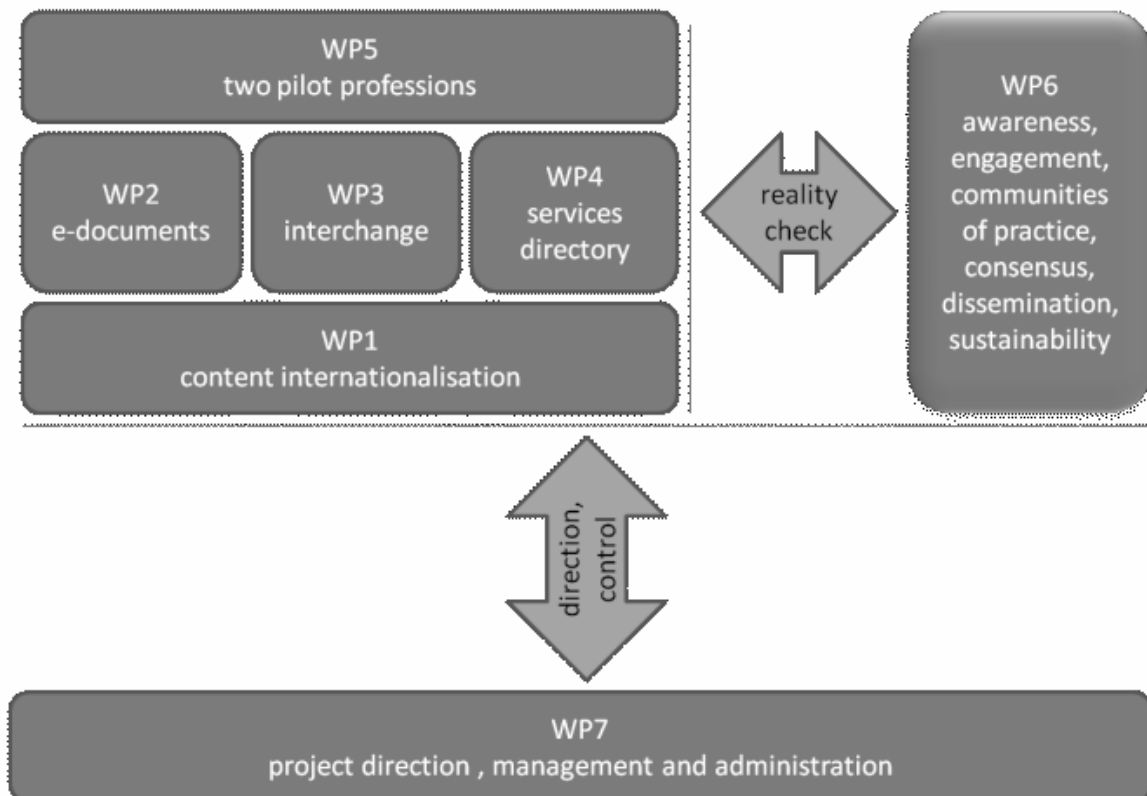 WP5
two pilot professions
WP2
e-documents
WP3
interchange
WP4
services
directory
WP1
content internationalisation
reality
check
WP6
awareness,
engagement,
communities
of practice,
consensus,
dissemination,
sustainability
direction,
control
WP7
project direction , management and administration